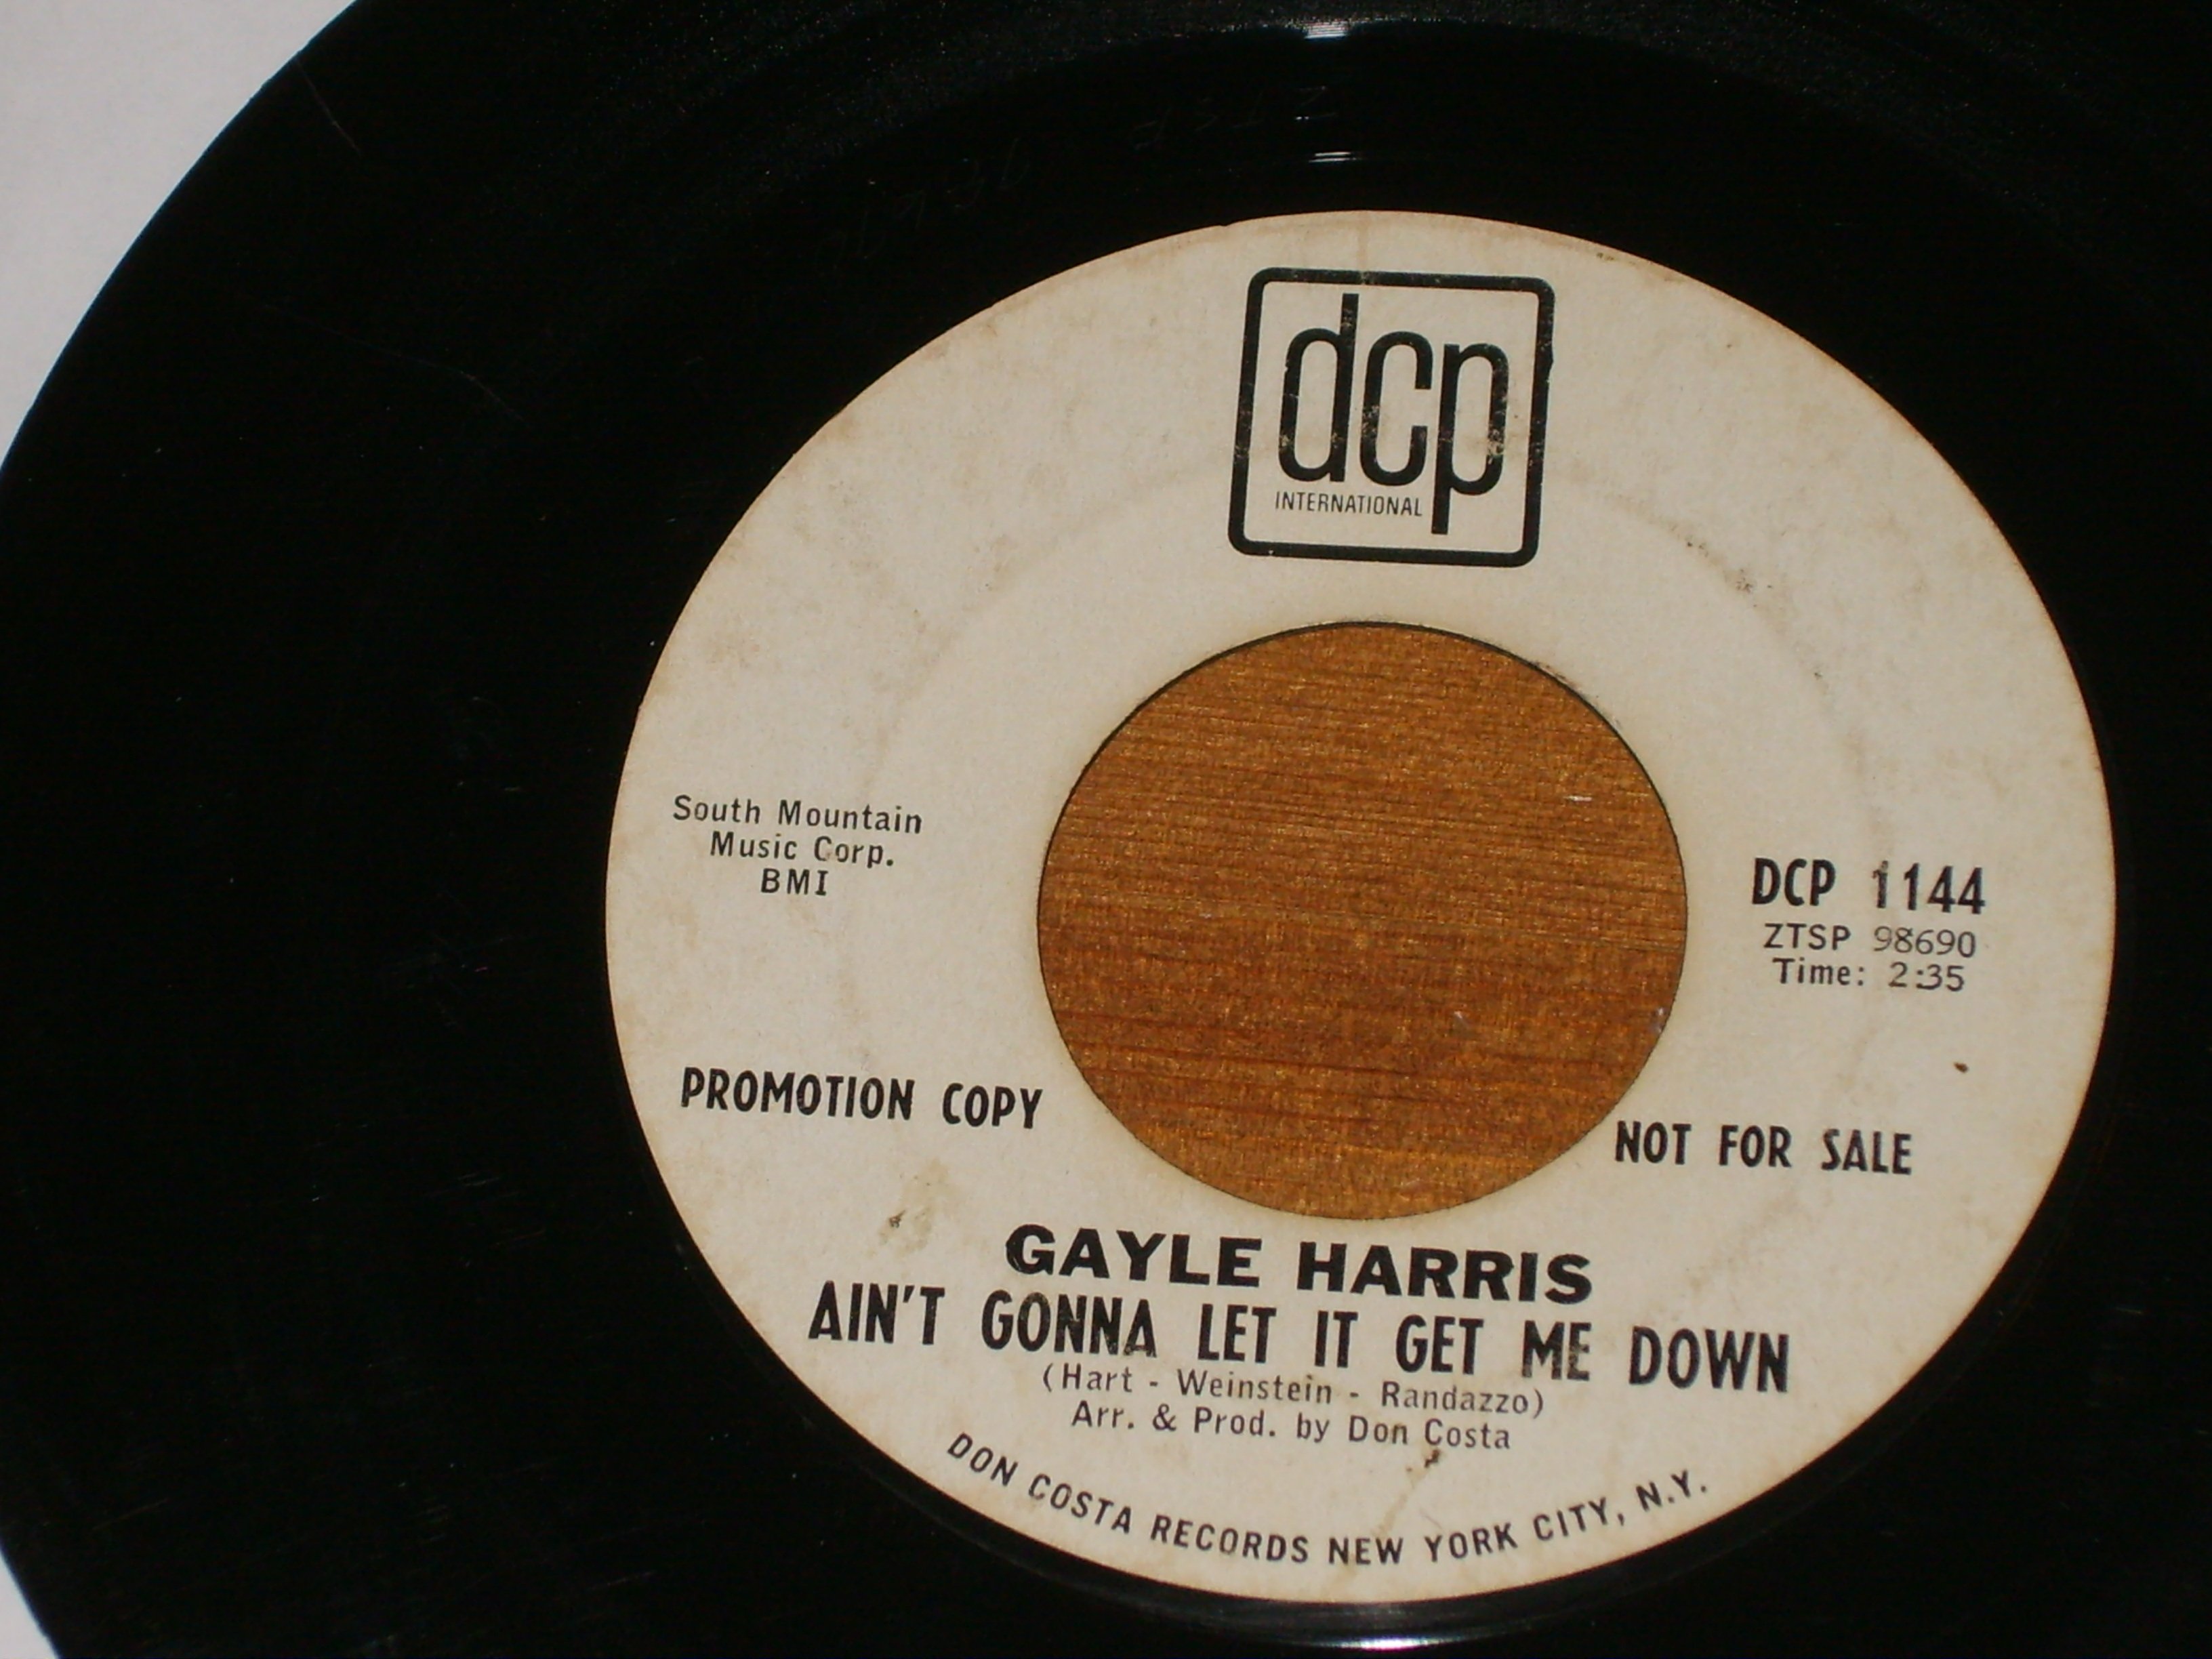 dcp
INTERNATIONAL
South Mountain
Music Corp.
BMI
DCP 1144
ZTSP 98690
Time: 2:35
PROMOTION COPY
NOT FOR SALE
GAYLE HARRIS
AIN'T GONNA LET IT GET ME DOWN
(Hart - Weinstein - Randazzo)
Arr. & Prod. by Don Costa
DON COSTA RECORDS NEW YORK CITY, N.Y.